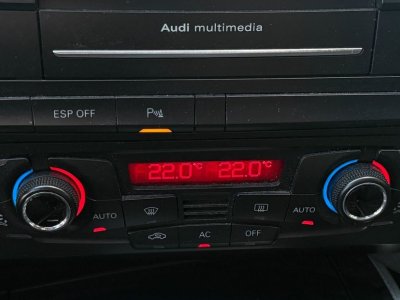 Audi multimedia
ESP OFF P
22.0°C 22.0°C
AUTO AUTO
AC OFF